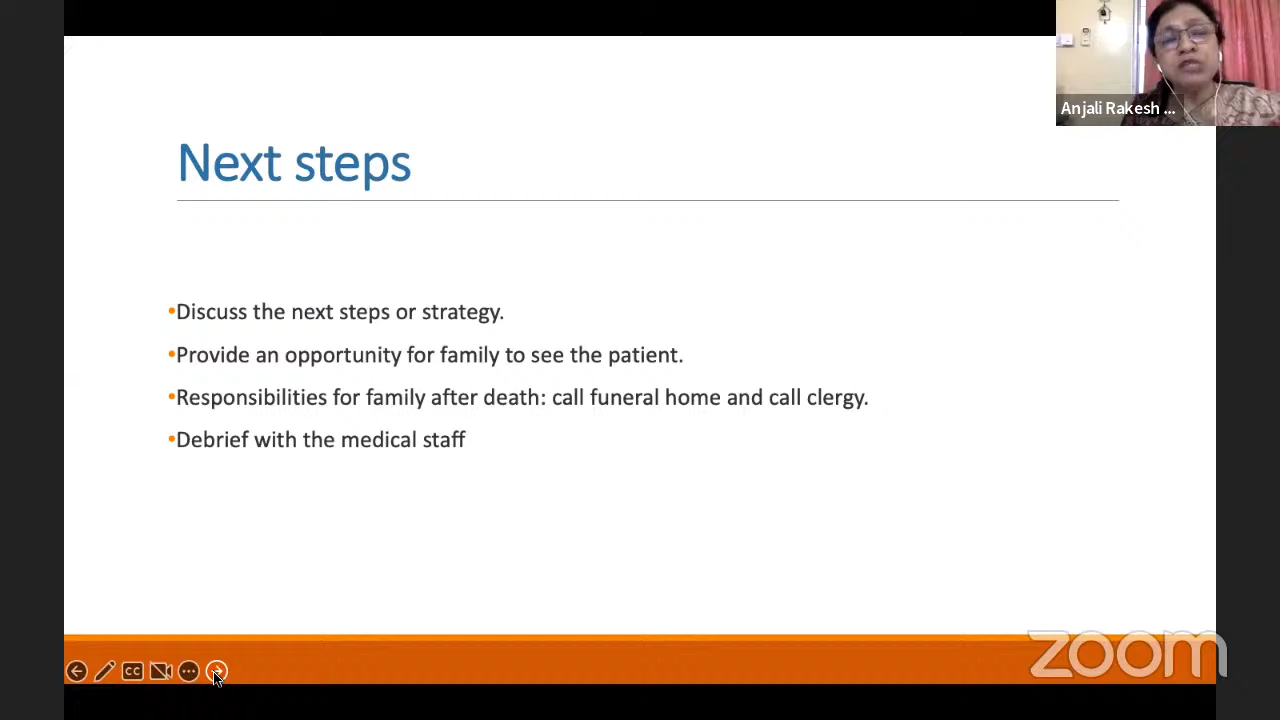 Anjali Rakesh ...
Next steps
•Discuss the next steps or strategy.
•Provide an opportunity for family to see the patient.
•Responsibilities for family after death: call funeral home and call clergy.
•Debrief with the medical staff
CC
zoom